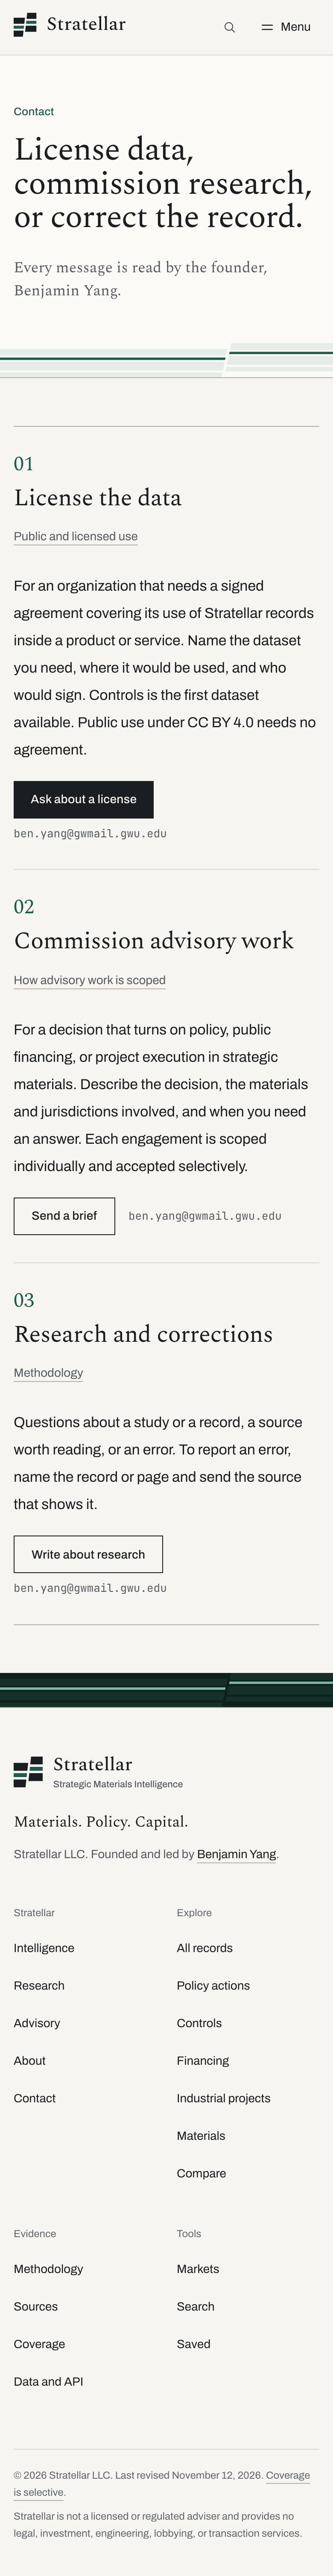 Stratellar
Menu
Contact
License data,
commission research,
or correct the record.
Every message is read by the founder,
Benjamin Yang.
01
License the data
Public and licensed use
For an organization that needs a signed
agreement covering its use of Stratellar records
inside a product or service. Name the dataset
you need, where it would be used, and who
would sign. Controls is the first dataset
available. Public use under CC BY 4.0 needs no
agreement.
Ask about a license
ben.yang@gwmail.gwu.edu
02
Commission advisory work
How advisory work is scoped
For a decision that turns on policy, public
financing, or project execution in strategic
materials. Describe the decision, the materials
and jurisdictions involved, and when you need
an answer. Each engagement is scoped
individually and accepted selectively.
Send a brief ben.yang@gwmail.gwu.edu
03
Research and corrections
Methodology
Questions about a study or a record, a source
worth reading, or an error. To report an error,
name the record or page and send the source
that shows it.
Write about research
ben.yang@gwmail.gwu.edu
Stratellar
Strategic Materials Intelligence
Materials. Policy. Capital.
Stratellar LLC. Founded and led by Benjamin Yang.
Stratellar
Intelligence
Research
Advisory
About
Contact
Explore
All records
Policy actions
Controls
Financing
Industrial projects
Materials
Compare
Evidence
Methodology
Sources
Coverage
Data and API
Tools
Markets
Search
Saved
© 2026 Stratellar LLC. Last revised November 12, 2026. Coverage
is selective.
Stratellar is not a licensed or regulated adviser and provides no
legal, investment, engineering, lobbying, or transaction services.